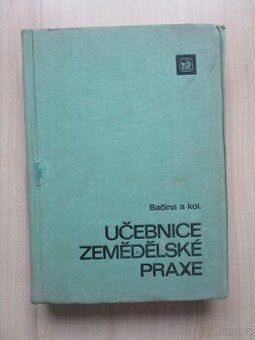 Bačina a kol.
UČEBNICE
ZEMĚDĚLSKÉ
PRAXE